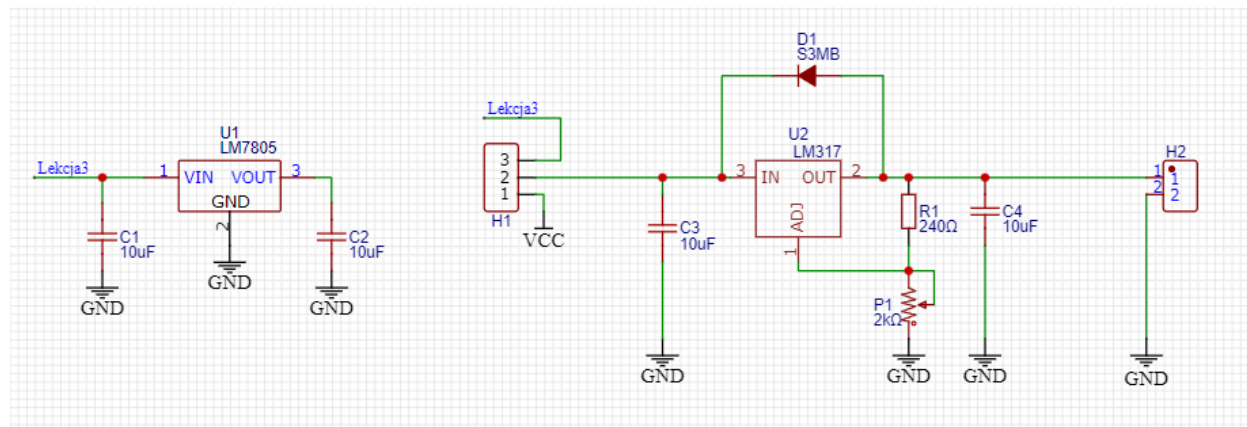 Lekcja3
U1
LM7805
1
VIN
VOUT
3
GND
2
C1
10uF
C2
10uF
GND
GND
GND
Lekcja3
3
2
1
H1
VCC
D1
S3MB
U2
LM317
3
IN
OUT
2
ADJ
1
C3
10uF
R1
240Ω
C4
10uF
P1
2kΩ
H2
1
1
2
2
GND
GND
GND
GND